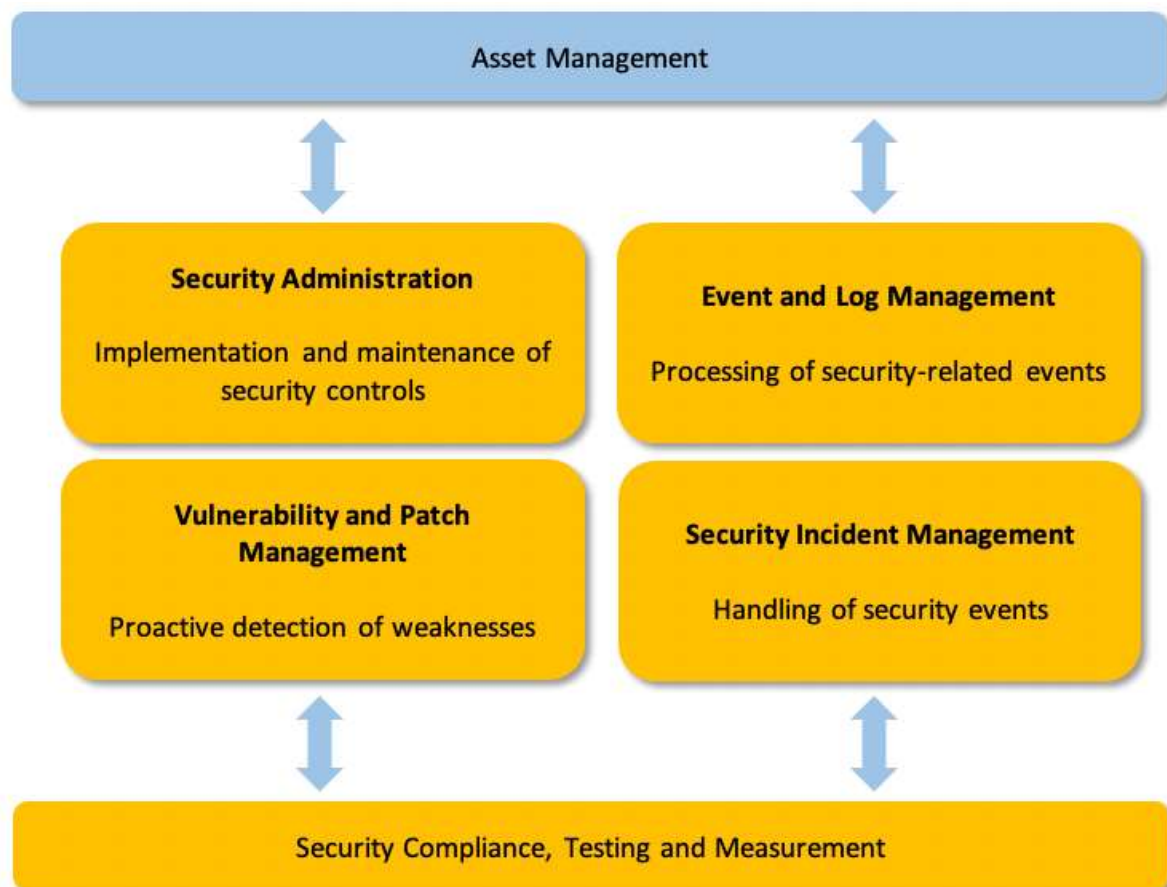 Asset Management
Security Administration
Implementation and maintenance of
security controls
Event and Log Management
Processing of security-related events
Vulnerability and Patch
Management
Proactive detection of weaknesses
Security Incident Management
Handling of security events
Security Compliance, Testing and Measurement